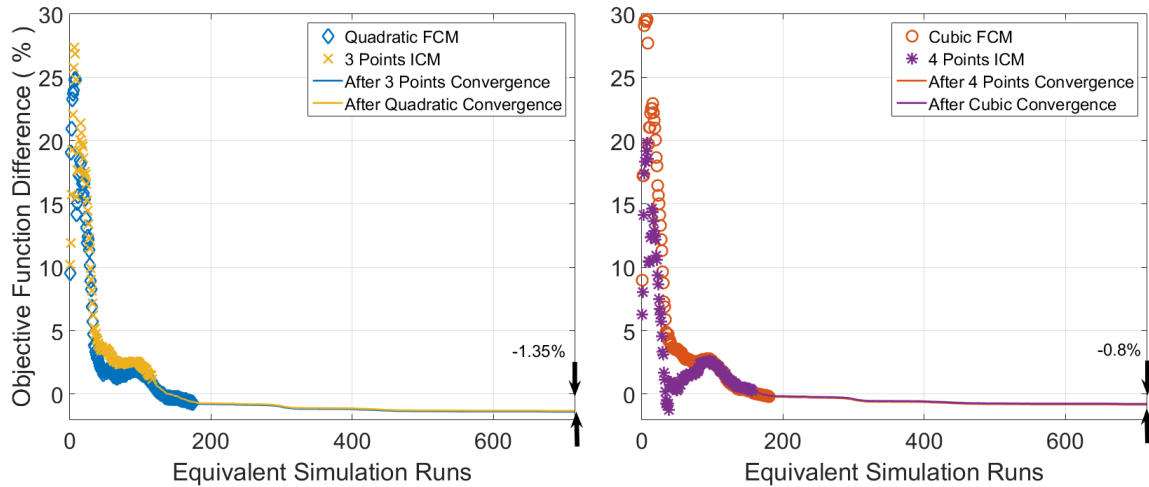 Objective Function Difference ( % )
30
25
20
15
10
5
0
Quadratic FCM
3 Points ICM
After 3 Points Convergence
After Quadratic Convergence
-1.35%
0
200
400
600
Equivalent Simulation Runs
30
25
20
15
10
5
0
Cubic FCM
4 Points ICM
After 4 Points Convergence
After Cubic Convergence
-0.8%
0
200
400
600
Equivalent Simulation Runs